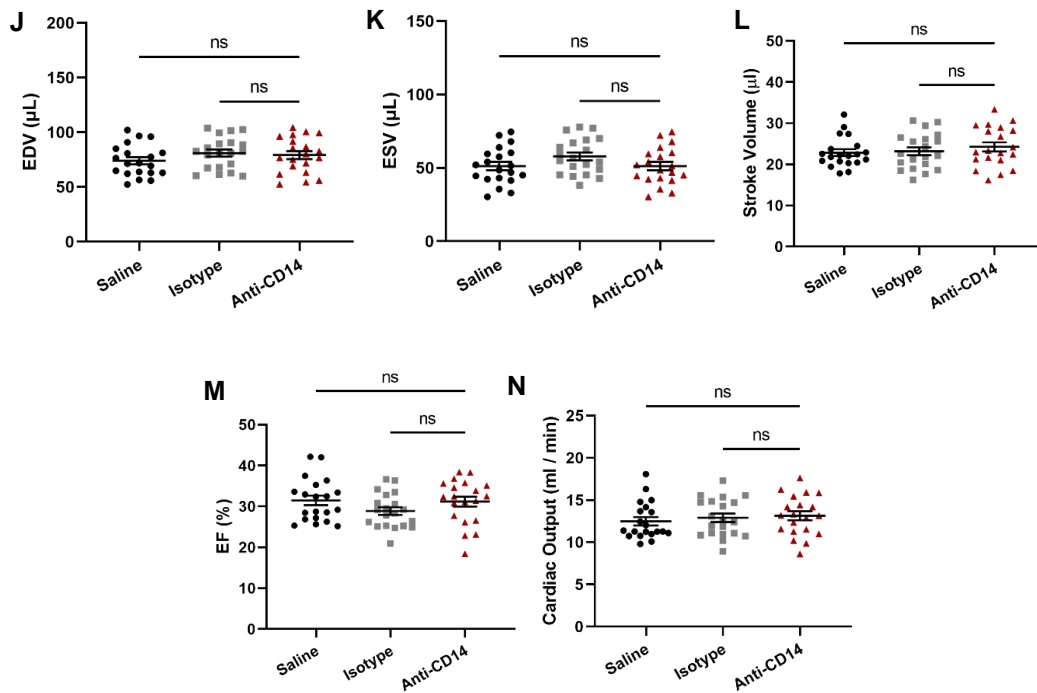 J
EDV (µL)
200
150
100
50
0
ns
ns
Saline
Isotype
Anti-CD14
K
ESV (µL)
150
100
50
0
ns
ns
Saline
Isotype
Anti-CD14
L
Stroke Volume (µl)
50
40
30
20
10
0
ns
ns
Saline
Isotype
Anti-CD14
M
EF (%)
50
40
30
20
10
0
ns
ns
Saline
Isotype
Anti-CD14
N
Cardiac Output (ml / min)
25
20
15
10
5
0
ns
ns
Saline
Isotype
Anti-CD14